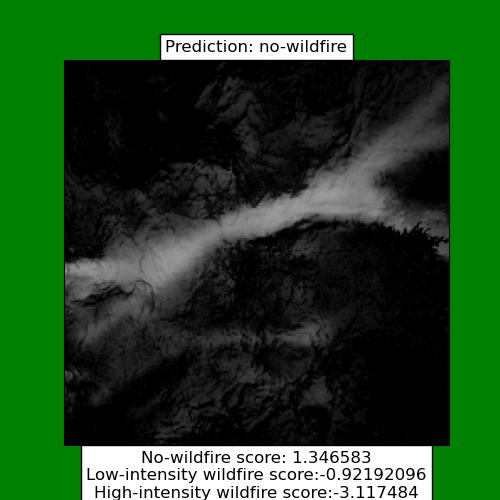 Prediction: no-wildfire
No-wildfire score: 1.346583
Low-intensity wildfire score:-0.92192096
High-intensity wildfire score:-3.117484